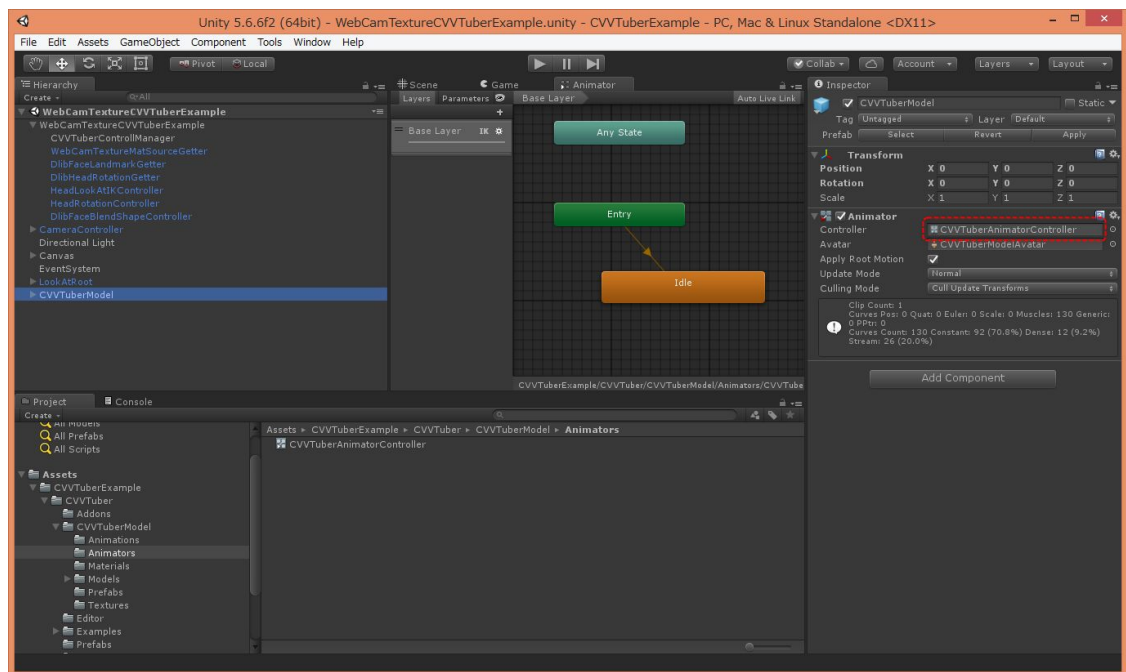 Unity 5.6.6f2 (64bit) - WebCamTextureCVVTuberExample.unity - CVVTuberExample - PC, Mac & Linux Standalone <DX11>
File Edit Assets GameObject Component Tools Window Help
Pivot Local Collab Account Layers Layout
Hierarchy
Create All
WebCamTextureCVVTuberExample
WebCamTextureCVVTuberExample
CVVTuberControllManager
WebCamTextureMatSourceGetter
DlibFaceLandmarkGetter
DlibHeadRotationGetter
HeadLookAtIKController
HeadRotationController
DlibFaceBlendShapeController
CameraController
Directional Light
Canvas
EventSystem
LookAtRoot
CVVTuberModel
Scene Game Animator
Layers Parameters Base Layer Auto Live Link
Base Layer IK
Any State
Entry
Idle
CVVTuberExample/CVVTuber/CVVTuberModel/Animators/CVVTube
Inspector
CVVTuberModel Static
Tag Untagged Layer Default
Prefab Select Revert Apply
Transform
Position X 0 Y 0 Z 0
Rotation X 0 Y 0 Z 0
Scale X 1 Y 1 Z 1
Animator
Controller CVVTuberAnimatorController
Avatar CVVTuberModelAvatar
Apply Root Motion
Update Mode Normal
Culling Mode Cull Update Transforms
Clip Count: 1
Curves Pos: 0 Quat: 0 Euler: 0 Scale: 0 Muscles: 130 Generic:
0 PPtr: 0
Curves Count: 130 Constant: 92 (70.8%) Dense: 12 (9.2%)
Stream: 26 (20.0%)
Add Component
Project Console
Create
All Models
All Prefabs
All Scripts
Assets
CVVTuberExample
CVVTuber
Addons
CVVTuberModel
Animations
Animators
Materials
Models
Prefabs
Textures
Editor
Examples
Prefabs
Assets CVVTuberExample CVVTuber CVVTuberModel Animators
CVVTuberAnimatorController